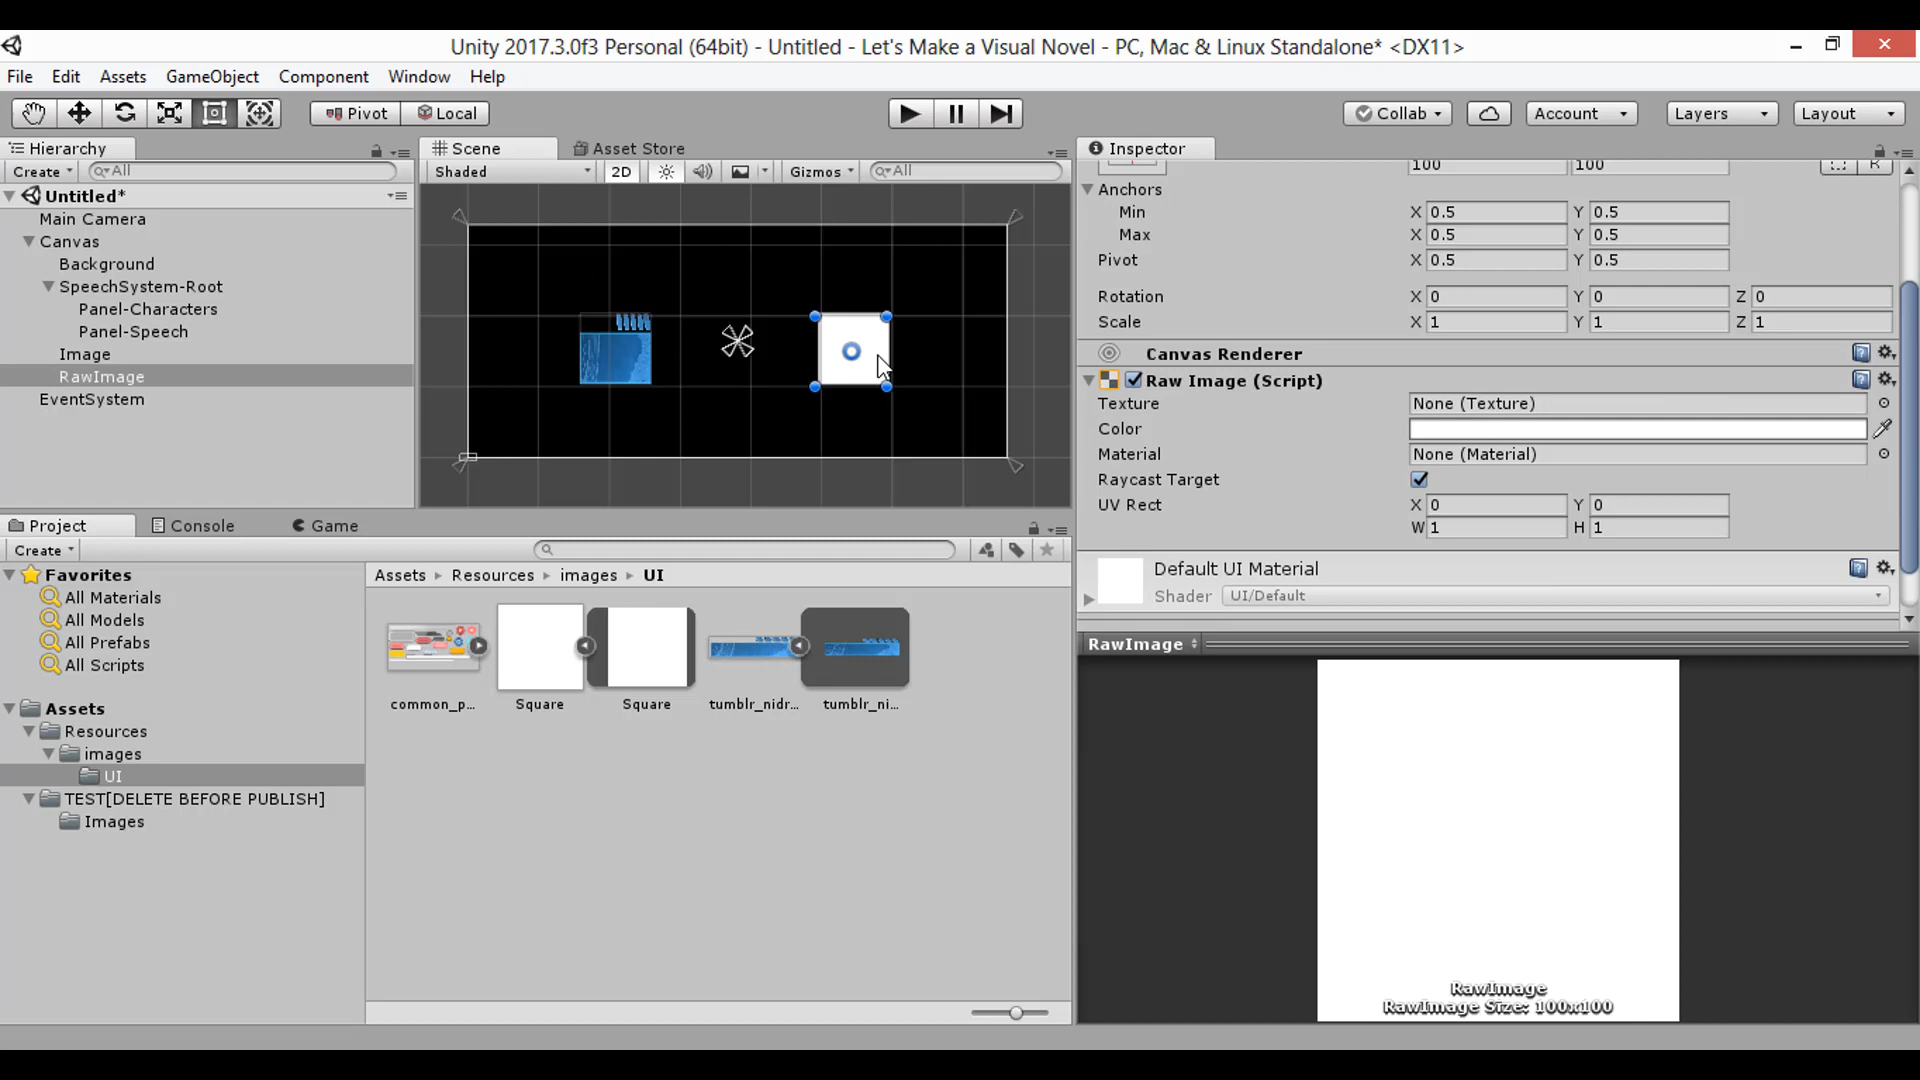 Unity 2017.3.0f3 Personal (64bit) - Untitled - Let's Make a Visual Novel - PC, Mac & Linux Standalone* <DX11>
File Edit Assets GameObject Component Window Help
Pivot Local Collab Account Layers Layout
Hierarchy
Create All
Untitled*
Main Camera
Canvas
Background
SpeechSystem-Root
Panel-Characters
Panel-Speech
Image
RawImage
EventSystem
Scene Asset Store
Shaded 2D Gizmos All
Inspector
100 100 R
Anchors
Min X 0.5 Y 0.5
Max X 0.5 Y 0.5
Pivot X 0.5 Y 0.5
Rotation X 0 Y 0 Z 0
Scale X 1 Y 1 Z 1
Canvas Renderer
Raw Image (Script)
Texture None (Texture)
Color
Material None (Material)
Raycast Target
UV Rect X 0 Y 0
W 1 H 1
Default UI Material
Shader UI/Default
RawImage
RawImage
RawImage Size: 100x100
Project Console Game
Create
Favorites
All Materials
All Models
All Prefabs
All Scripts
Assets
Resources
images
UI
TEST[DELETE BEFORE PUBLISH]
Images
Assets Resources images UI
common_p... Square Square tumblr_nidr... tumblr_ni...